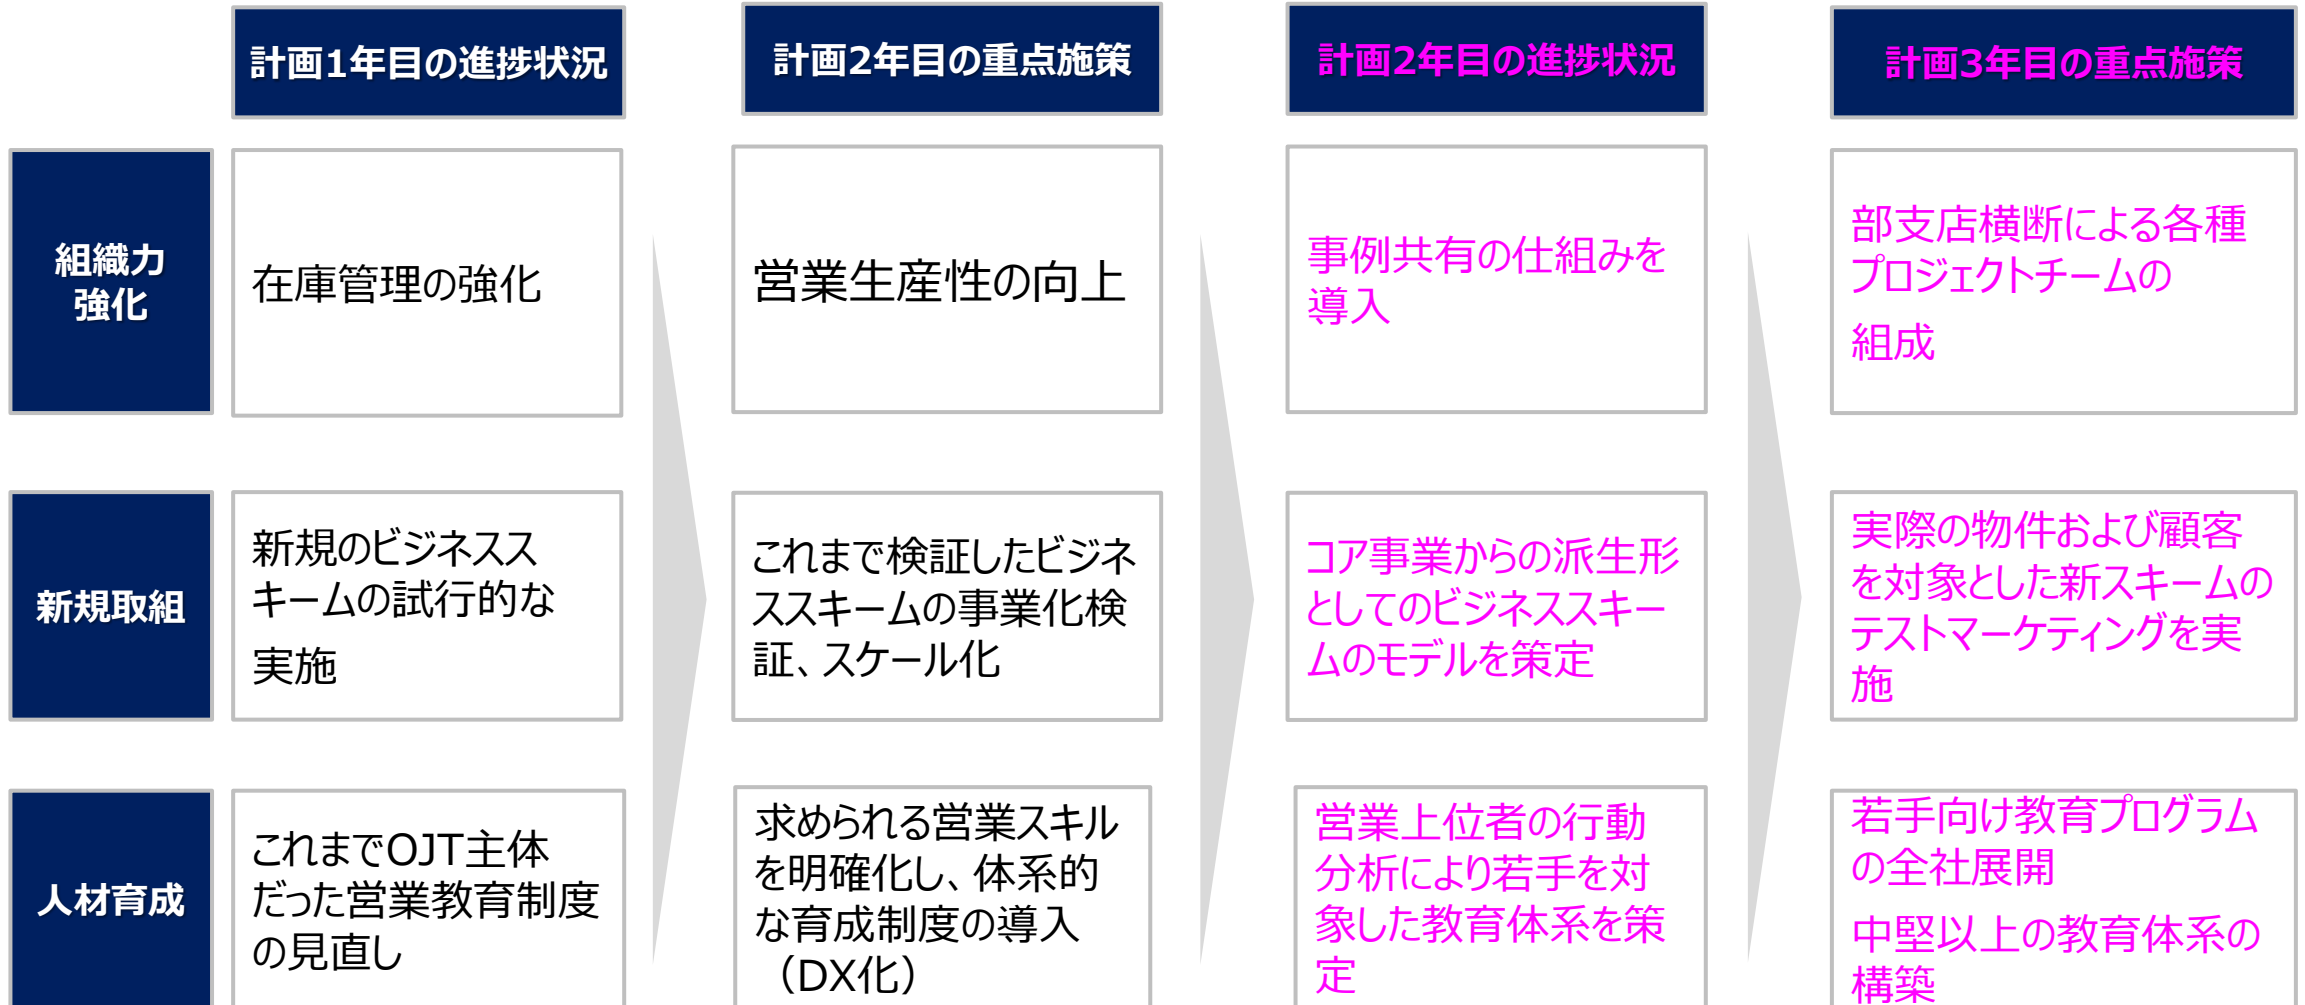 計画1年目の進捗状況
計画2年目の重点施策
計画2年目の進捗状況
計画3年目の重点施策
組織力
強化
在庫管理の強化
営業生産性の向上
事例共有の仕組みを
導入
部支店横断による各種
プロジェクトチームの
組成
新規取組
新規のビジネスス
キームの試行的な
実施
これまで検証したビジネ
ススキームの事業化検
証、スケール化
コア事業からの派生形
としてのビジネススキー
ムのモデルを策定
実際の物件および顧客
を対象とした新スキームの
テストマーケティングを実
施
人材育成
これまでOJT主体
だった営業教育制度
の見直し
求められる営業スキル
を明確化し、体系的
な育成制度の導入
（DX化）
営業上位者の行動
分析により若手を対
象した教育体系を策
定
若手向け教育プログラム
の全社展開
中堅以上の教育体系の
構築